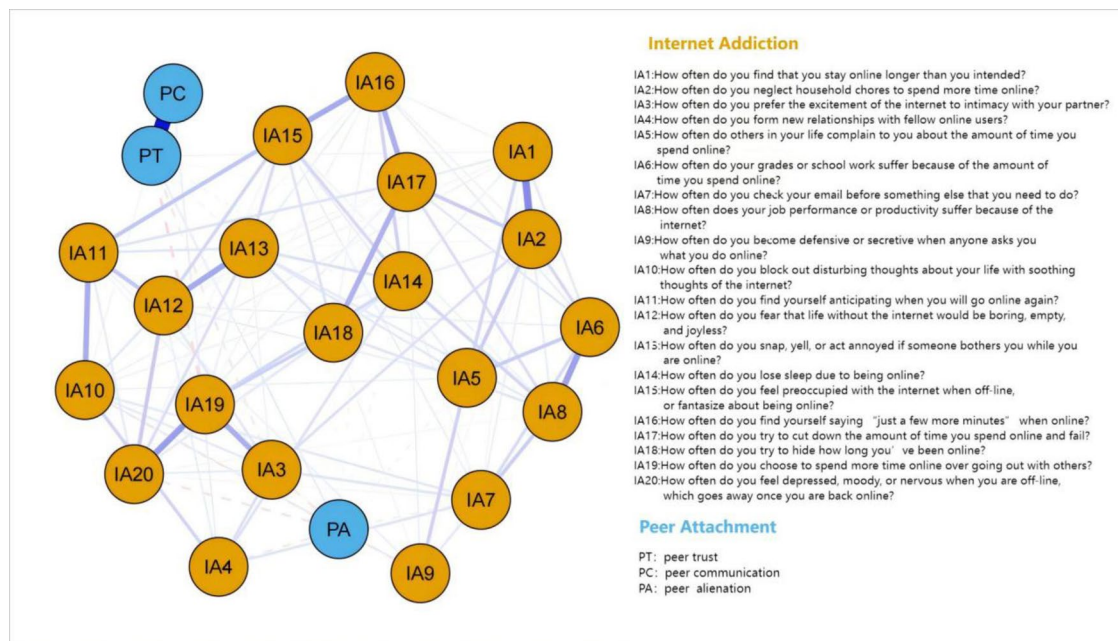 Internet Addiction
IA1:How often do you find that you stay online longer than you intended?
IA2:How often do you neglect household chores to spend more time online?
IA3:How often do you prefer the excitement of the internet to intimacy with your partner?
IA4:How often do you form new relationships with fellow online users?
IA5:How often do others in your life complain to you about the amount of time you
spend online?
IA6:How often do your grades or school work suffer because of the amount of
time you spend online?
IA7:How often do you check your email before something else that you need to do?
IA8:How often does your job performance or productivity suffer because of the
internet?
IA9:How often do you become defensive or secretive when anyone asks you
what you do online?
IA10:How often do you block out disturbing thoughts about your life with soothing
thoughts of the internet?
IA11:How often do you find yourself anticipating when you will go online again?
IA12:How often do you fear that life without the internet would be boring, empty,
and joyless?
IA13:How often do you snap, yell, or act annoyed if someone bothers you while you
are online?
IA14:How often do you lose sleep due to being online?
IA15:How often do you feel preoccupied with the internet when off-line,
or fantasize about being online?
IA16:How often do you find yourself saying “just a few more minutes” when online?
IA17:How often do you try to cut down the amount of time you spend online and fail?
IA18:How often do you try to hide how long you’ ve been online?
IA19:How often do you choose to spend more time online over going out with others?
IA20:How often do you feel depressed, moody, or nervous when you are off-line,
which goes away once you are back online?
Peer Attachment
PT: peer trust
PC: peer communication
PA: peer alienation
IA16
PC
IA15
PT
IA1
IA17
IA2
IA11
IA13
IA14
IA12
IA18
IA6
IA5
IA10
IA19
IA8
IA20
IA3
IA7
PA
IA4
IA9